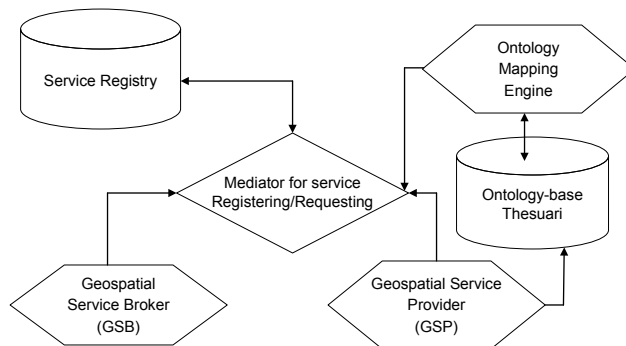 Service Registry
Ontology
Mapping
Engine
Mediator for service
Registering/Requesting
Ontology-base
Thesuari
Geospatial
Service Broker
(GSB)
Geospatial Service
Provider
(GSP)